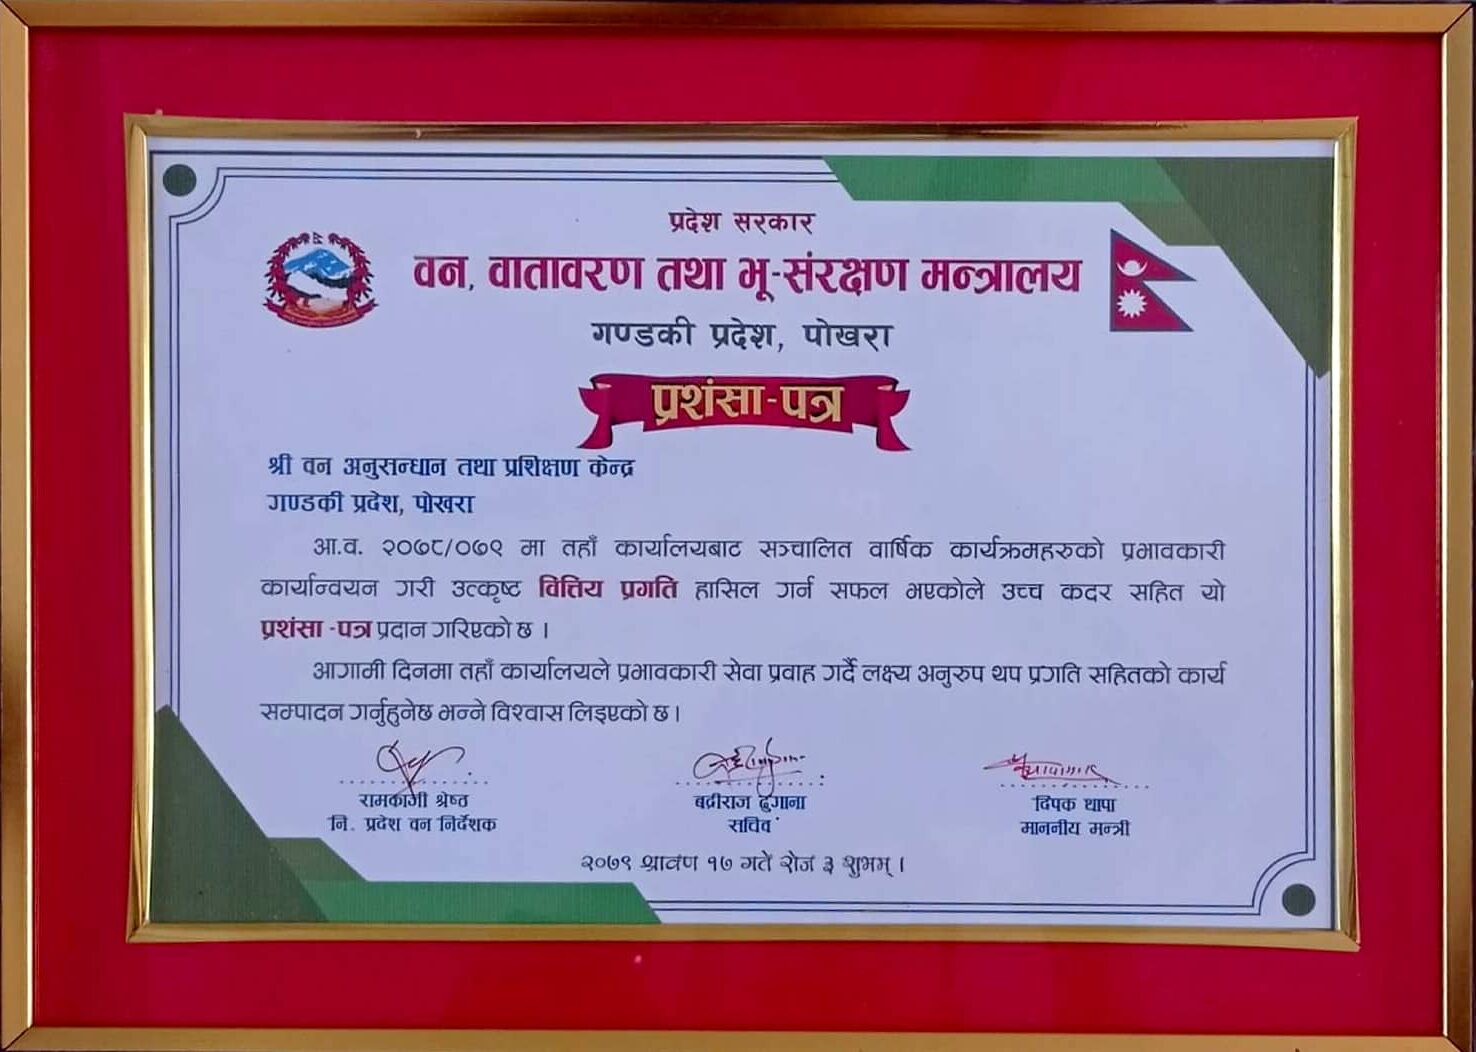 प्रदेश सरकार
वन, वातावरण तथा भू-संरक्षण मन्त्रालय
गण्डकी प्रदेश, पोखरा
प्रशंसा-पत्र
श्री वन अनुसन्धान तथा प्रशिक्षण केन्द्र
गण्डकी प्रदेश, पोखरा
आ.व. २०७८/०७९ मा तहाँ कार्यालयबाट सञ्चालित वार्षिक कार्यक्रमहरुको प्रभावकारी
कार्यान्वयन गरी उत्कृष्ट वित्तिय प्रगति हासिल गर्न सफल भएकोले उच्च कदर सहित यो
प्रशंसा -पत्र प्रदान गरिएको छ ।
आगामी दिनमा तहाँ कार्यालयले प्रभावकारी सेवा प्रवाह गर्दै लक्ष्य अनुरुप थप प्रगति सहितको कार्य
सम्पादन गर्नुहुनेछ भन्ने विश्वास लिइएको छ ।
रामकाजी श्रेष्ठ
नि. प्रदेश वन निर्देशक
बद्रीराज ढुंगाना
सचिव
दिपक थापा
माननीय मन्त्री
२०७९ श्रावण १७ गते रोज ३ शुभम् ।